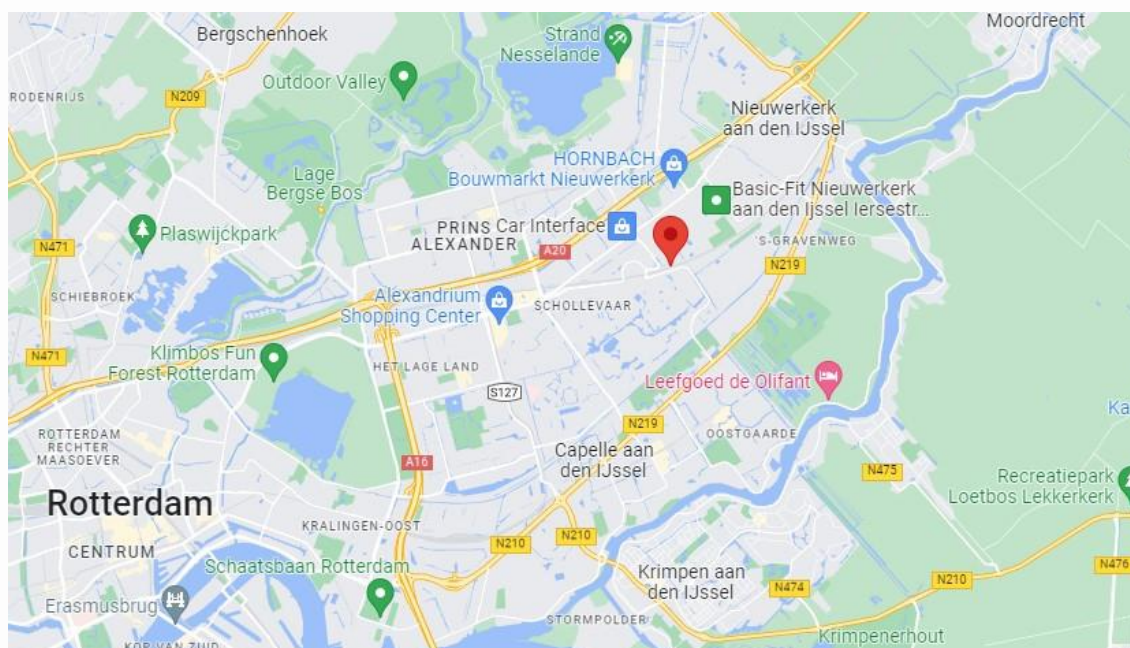 Moordrecht
Bergschenhoek
Strand
Nesselande
Outdoor Valley
RODENRIJS
N209
Nieuwerkerk
aan den IJssel
HORNBACH
Bouwmarkt Nieuwerkerk
Lage
Bergse Bos
Basic-Fit Nieuwerkerk
aan den Ijssel Iersestr...
Plaswijckpark
PRINS
ALEXANDER
Car Interface
N471
A20
'S-GRAVENWEG
N219
SCHIEBROEK
Alexandrium
Shopping Center
SCHOLLEVAAR
N471
Klimbos Fun
Forest Rotterdam
HET LAGE LAND
S127
Leefgoed de Olifant
Ka
N219
OOSTGAARDE
ROTTERDAM
RECHTER
MAASOEVER
A16
Capelle aan
den IJssel
N475
Recreatiepark
Loetbos Lekkerkerk
Rotterdam
KRALINGEN-OOST
CENTRUM
N210
N210
Schaatsbaan Rotterdam
Krimpen aan
den IJssel
N474
N210
N476
Erasmusbrug
STORMPOLDER
Krimpenerhout
KOP VAN ZUID